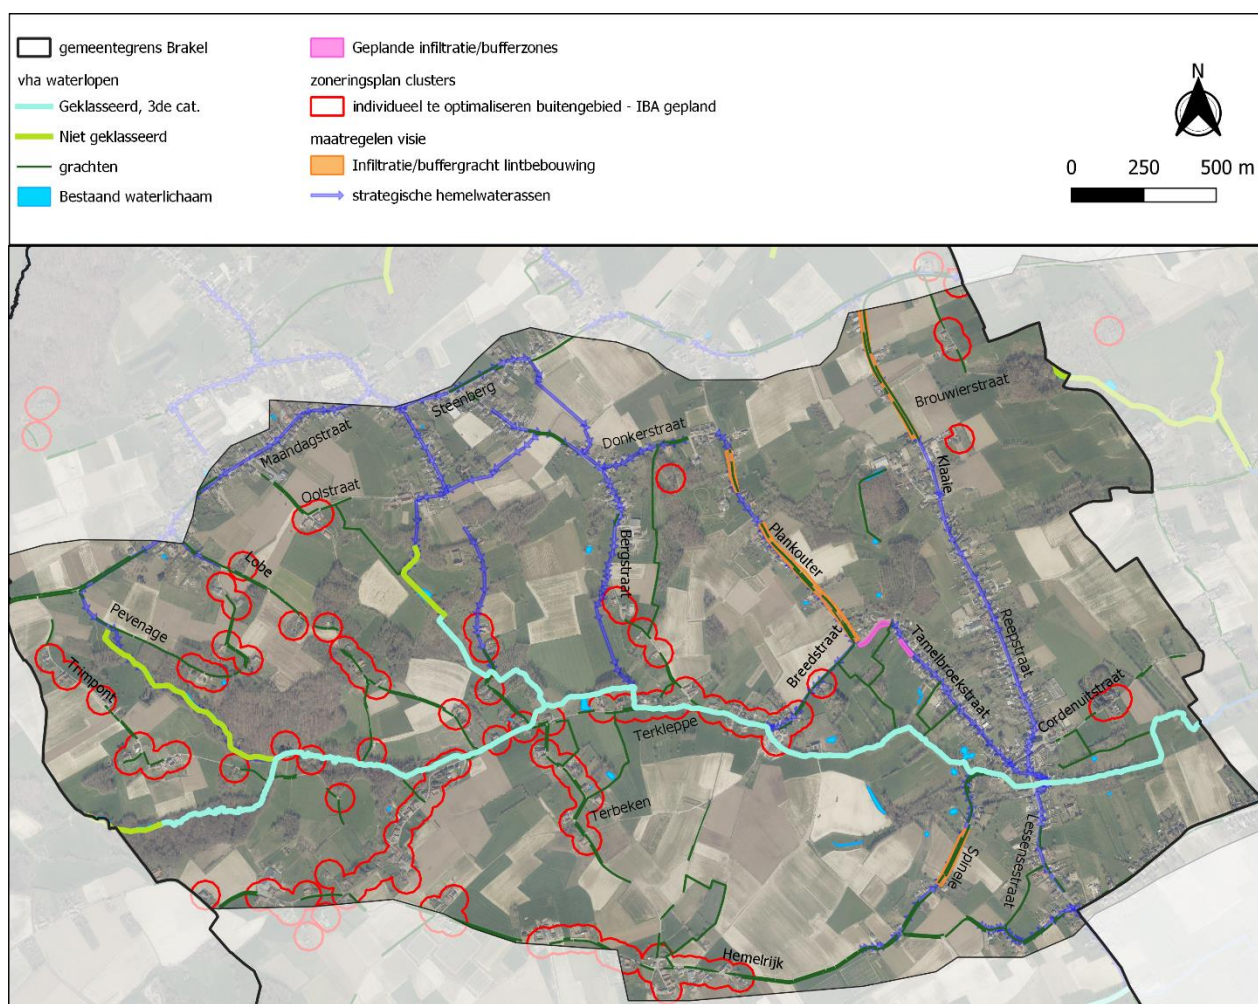 gemeentegrens Brakel
vha waterlopen
Geklasseerd, 3de cat.
Niet geklasseerd
grachten
Bestaand waterlichaam
Geplande infiltratie/bufferzones
zoneringsplan clusters
individueel te optimaliseren buitengebied - IBA gepland
maatregelen visie
Infiltratie/buffergracht lintbebouwing
strategische hemelwaterassen
N
0 250 500 m
Steenberg
Maandagstraat
Oolstraat
Donkerstraat
Brouwierstraat
Klaaie
Lobe
Bergstraat
Plankouter
Pevenage
Trimpont
Breedstraat
Tamelbroekstraat
Reepstraat
Cordenuitstraat
Terkleppe
Terbeken
Spinele
Lessensestraat
Hemelrijk